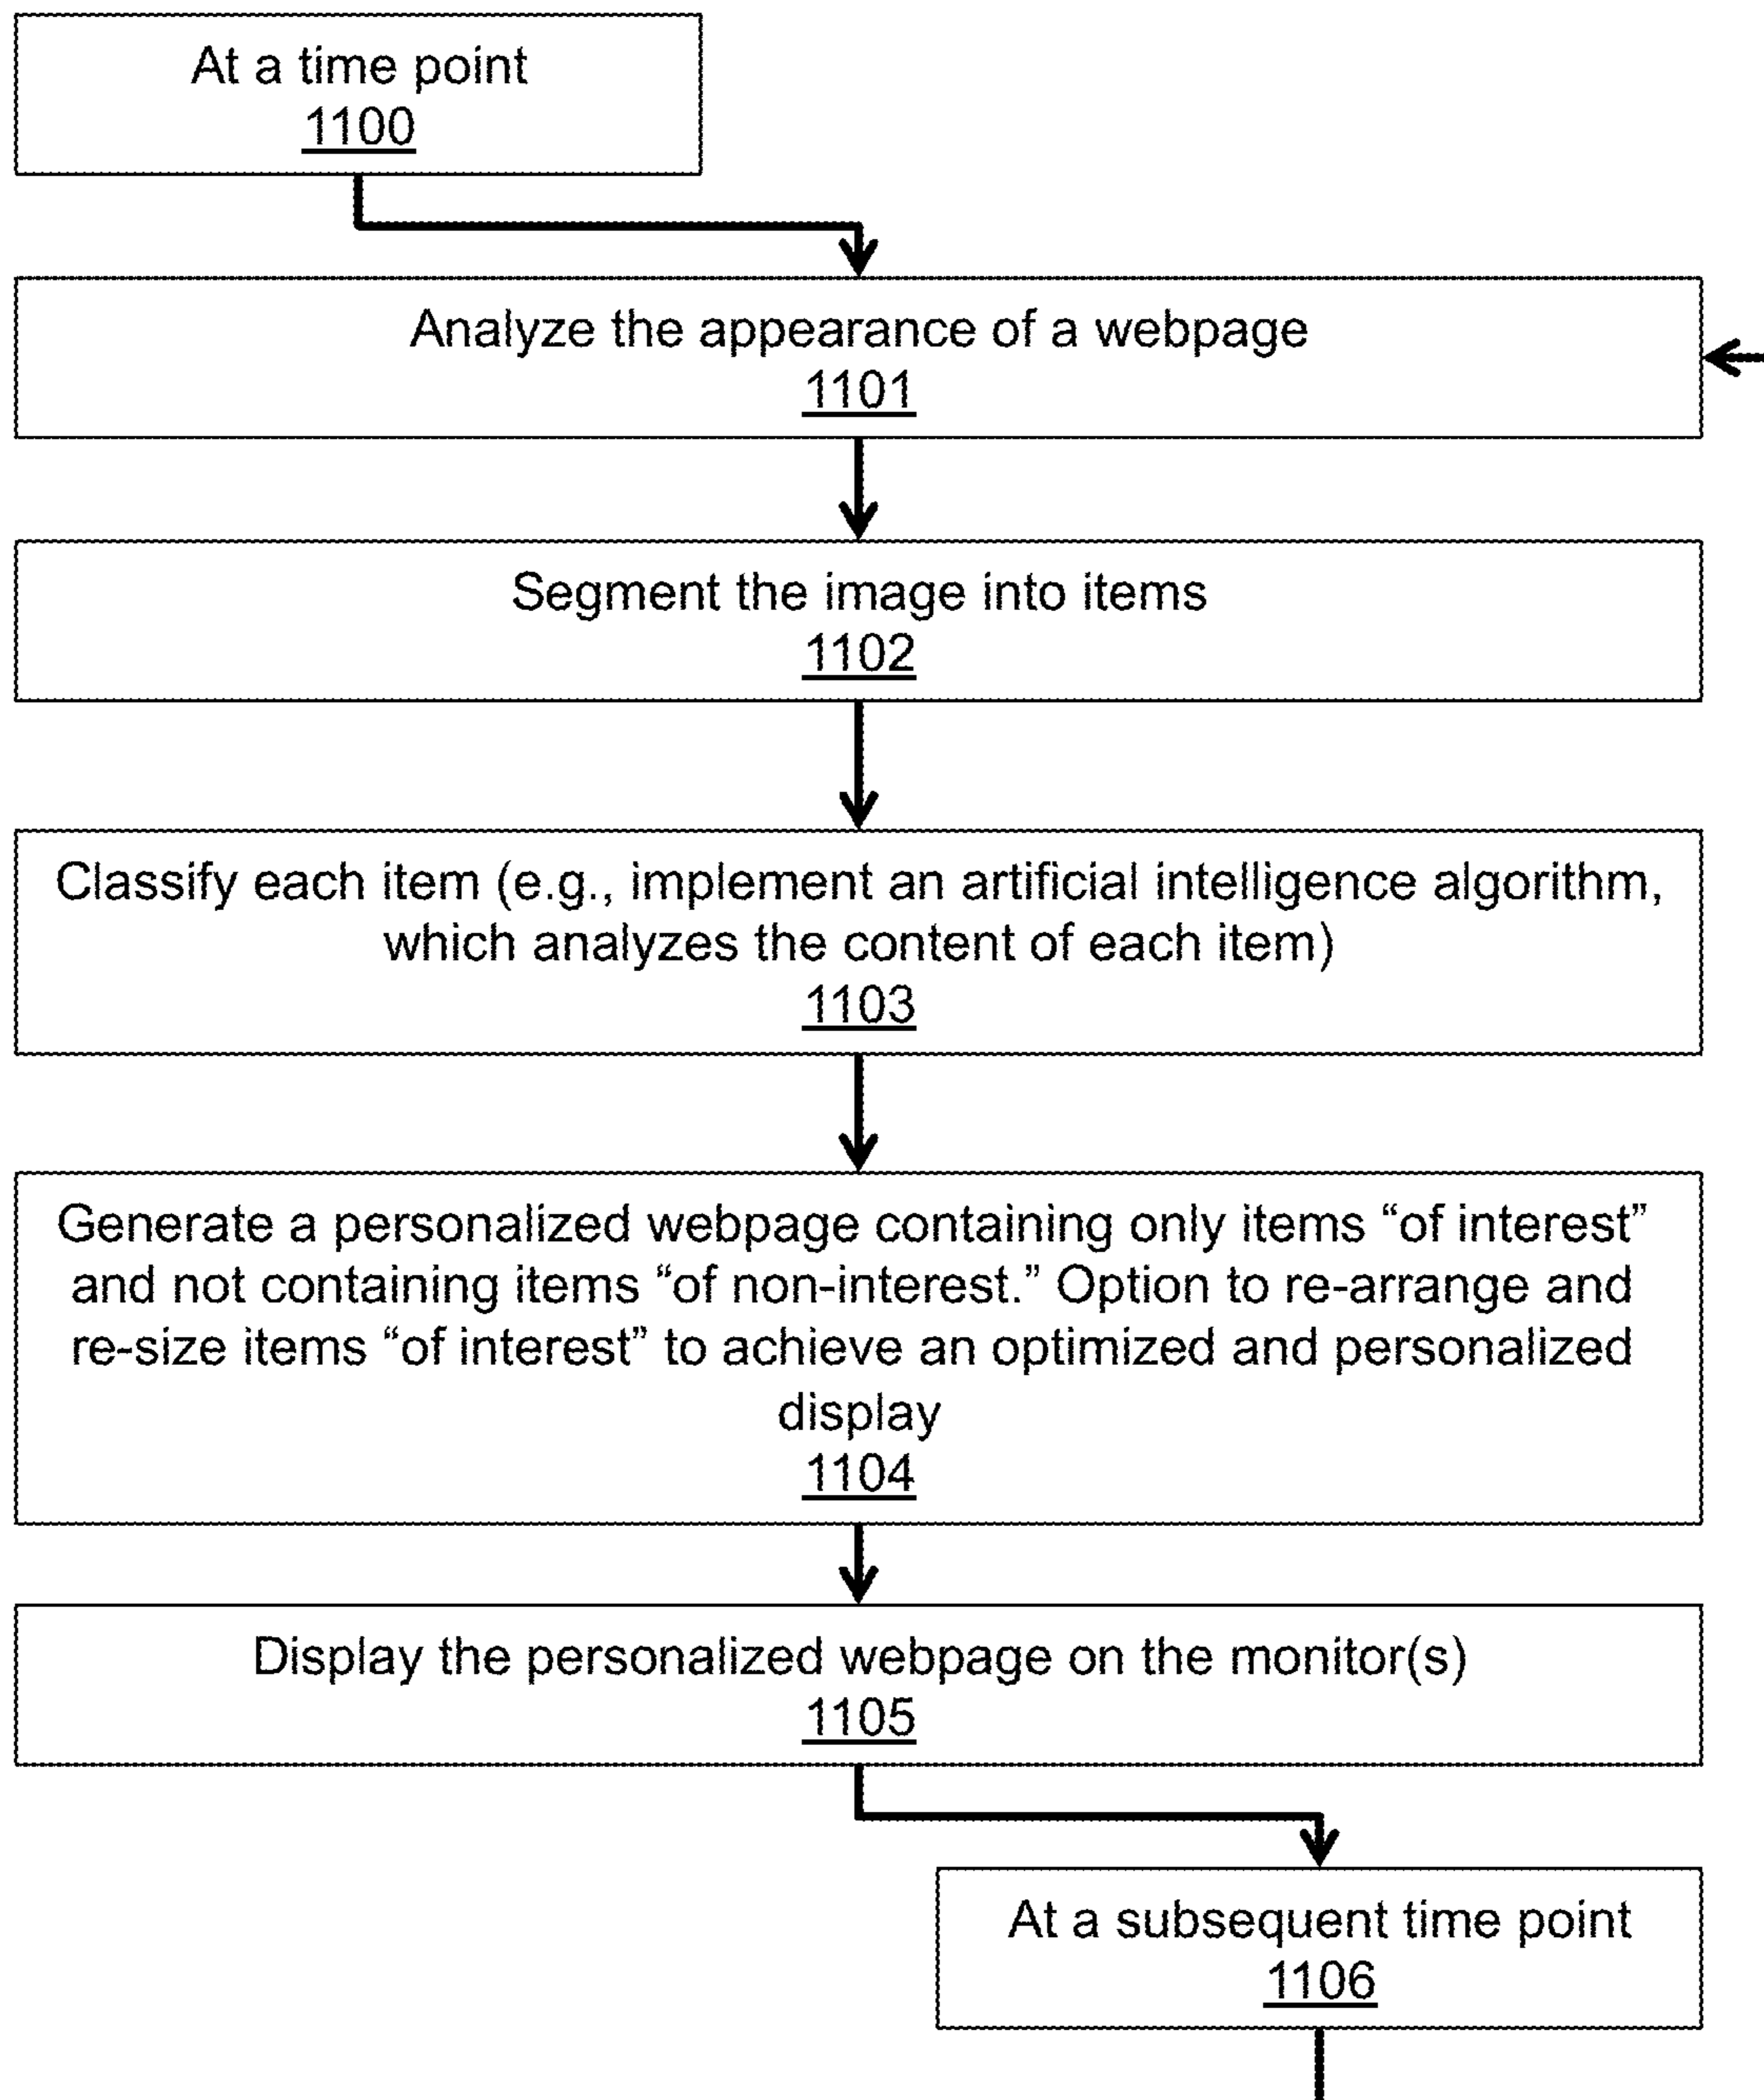 At a time point
1100
Analyze the appearance of a webpage
1101
Segment the image into items
1102
Classify each item (e.g., implement an artificial intelligence algorithm,
which analyzes the content of each item)
1103
Generate a personalized webpage containing only items “of interest”
and not containing items “of non-interest.” Option to re-arrange and
re-size items “of interest” to achieve an optimized and personalized
display
1104
Display the personalized webpage on the monitor(s)
1105
At a subsequent time point
1106